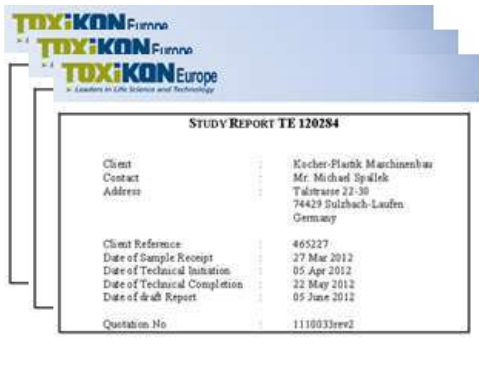 TOXiKON Europe
TOXiKON Europe
TOXiKON Europe
Leaders in Life Science and Technology
STUDY REPORT TE 120284
Client : Kocher-Plastik Maschinenbau
Contact : Mr. Michael Spallek
Address : Talstrasse 22-30
74429 Sulzbach-Laufen
Germany
Client Reference : 465227
Date of Sample Receipt : 27 Mar 2012
Date of Technical Initiation : 05 Apr 2012
Date of Technical Completion : 22 May 2012
Date of draft Report : 05 June 2012
Quotation No : 1110033rev2